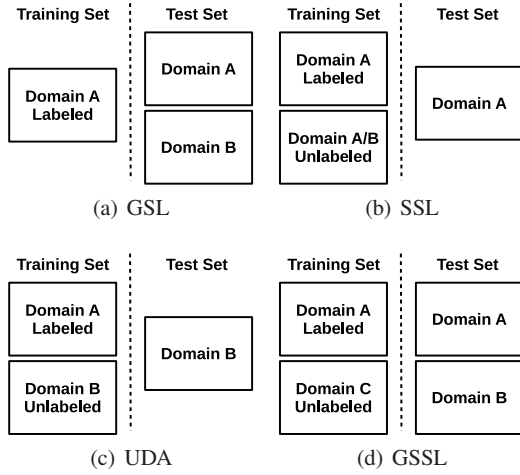 Training Set
Test Set
Domain A
Labeled
Domain A
Domain B
(a) GSL
Training Set
Test Set
Domain A
Labeled
Domain A/B
Unlabeled
Domain A
(b) SSL
Training Set
Test Set
Domain A
Labeled
Domain B
Unlabeled
Domain B
(c) UDA
Training Set
Test Set
Domain A
Labeled
Domain C
Unlabeled
Domain A
Domain B
(d) GSSL